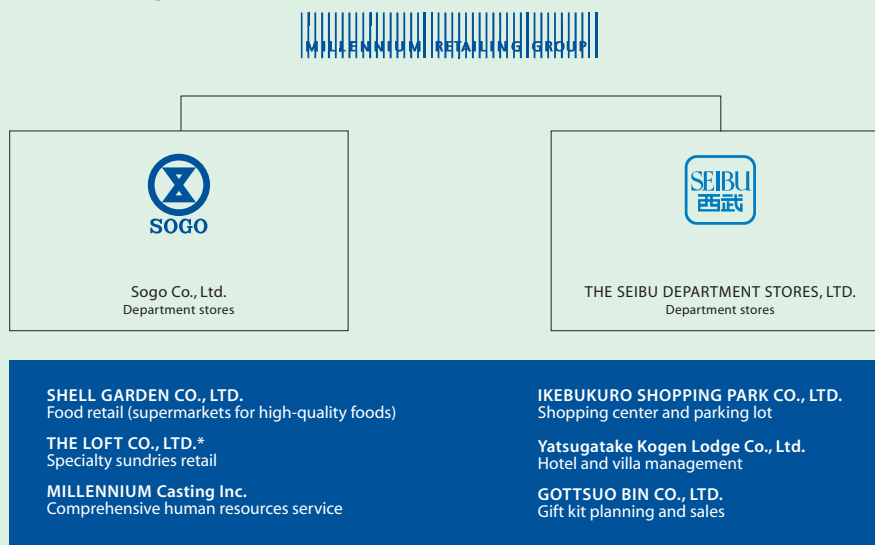 MILLENNIUM RETAILING GROUP
SOGO
Sogo Co., Ltd.
Department stores
SEIBU
西武
THE SEIBU DEPARTMENT STORES, LTD.
Department stores
SHELL GARDEN CO., LTD.
Food retail (supermarkets for high-quality foods)
THE LOFT CO., LTD.*
Specialty sundries retail
MILLENNIUM Casting Inc.
Comprehensive human resources service
IKEBUKURO SHOPPING PARK CO., LTD.
Shopping center and parking lot
Yatsugatake Kogen Lodge Co., Ltd.
Hotel and villa management
GOTTSUO BIN CO., LTD.
Gift kit planning and sales